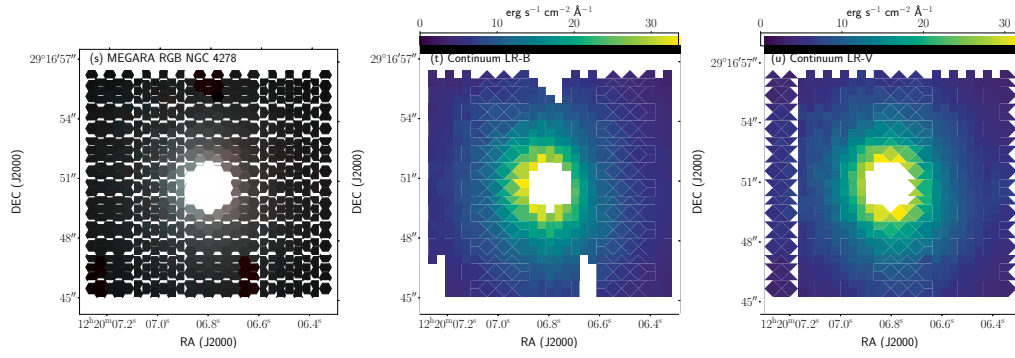 erg s⁻¹ cm⁻² Å⁻¹
erg s⁻¹ cm⁻² Å⁻¹
0 10 20 30
0 10 20 30
(s) MEGARA RGB NGC 4278
(t) Continuum LR-B
(u) Continuum LR-V
29°16′57″
54″
51″
48″
45″
DEC (J2000)
12ʰ20ᵐ07.2ˢ 07.0ˢ 06.8ˢ 06.6ˢ 06.4ˢ
RA (J2000)
29°16′57″
54″
51″
48″
45″
DEC (J2000)
12ʰ20ᵐ07.2ˢ 07.0ˢ 06.8ˢ 06.6ˢ 06.4ˢ
RA (J2000)
29°16′57″
54″
51″
48″
45″
DEC (J2000)
12ʰ20ᵐ07.2ˢ 07.0ˢ 06.8ˢ 06.6ˢ 06.4ˢ
RA (J2000)